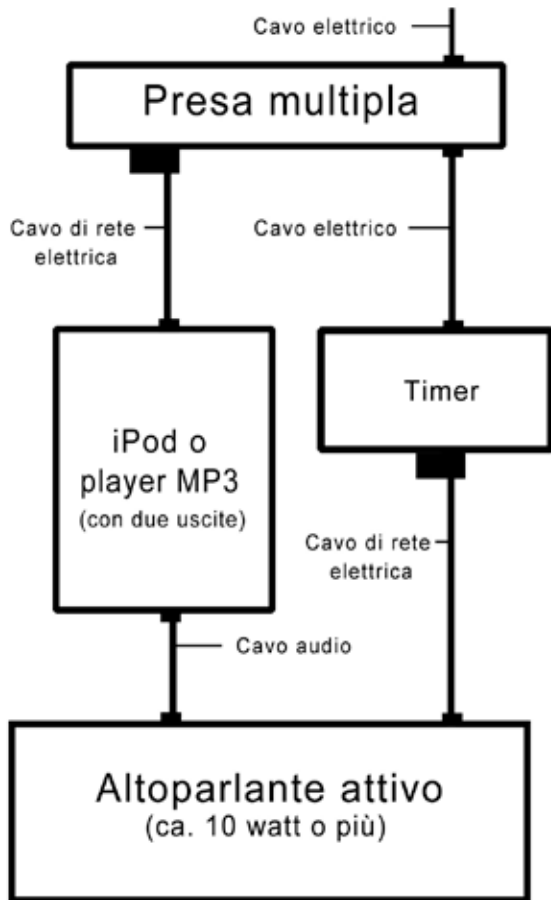 Cavo elettrico
Presa multipla
Cavo di rete
elettrica
Cavo elettrico
iPod o
player MP3
(con due uscite)
Timer
Cavo di rete
elettrica
Cavo audio
Altoparlante attivo
(ca. 10 watt o più)